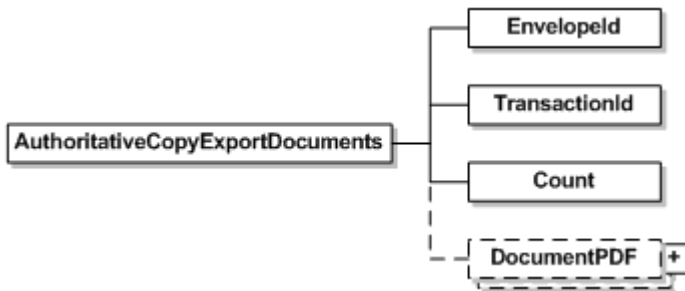 EnvelopeId
TransactionId
AuthoritativeCopyExportDocuments
Count
DocumentPDF +